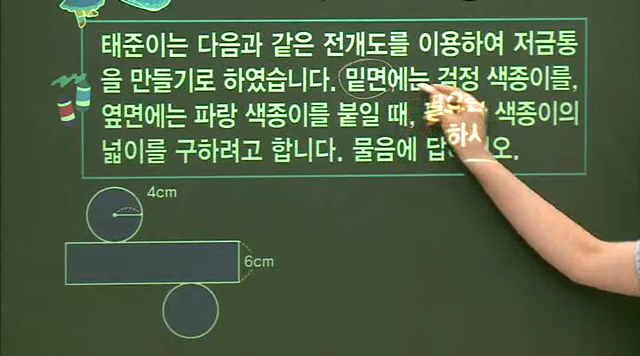 태준이는 다음과 같은 전개도를 이용하여 저금통
을 만들기로 하였습니다. 밑면에는 검정 색종이를,
옆면에는 파랑 색종이를 붙일 때, 색종이의
넓이를 구하려고 합니다. 물음에
4cm
6cm